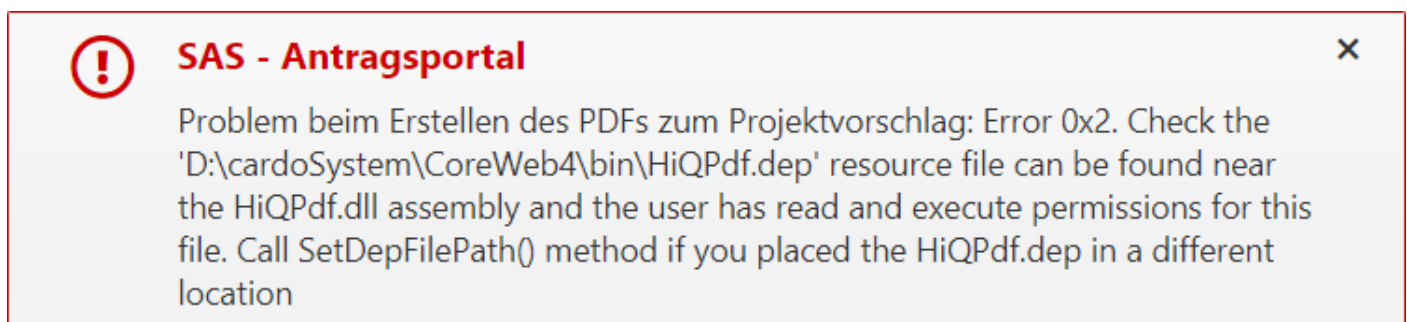 SAS - Antragsportal
Problem beim Erstellen des PDFs zum Projektvorschlag: Error 0x2. Check the
'D:\cardoSystem\CoreWeb4\bin\HiQPdf.dep' resource file can be found near
the HiQPdf.dll assembly and the user has read and execute permissions for this
file. Call SetDepFilePath() method if you placed the HiQPdf.dep in a different
location